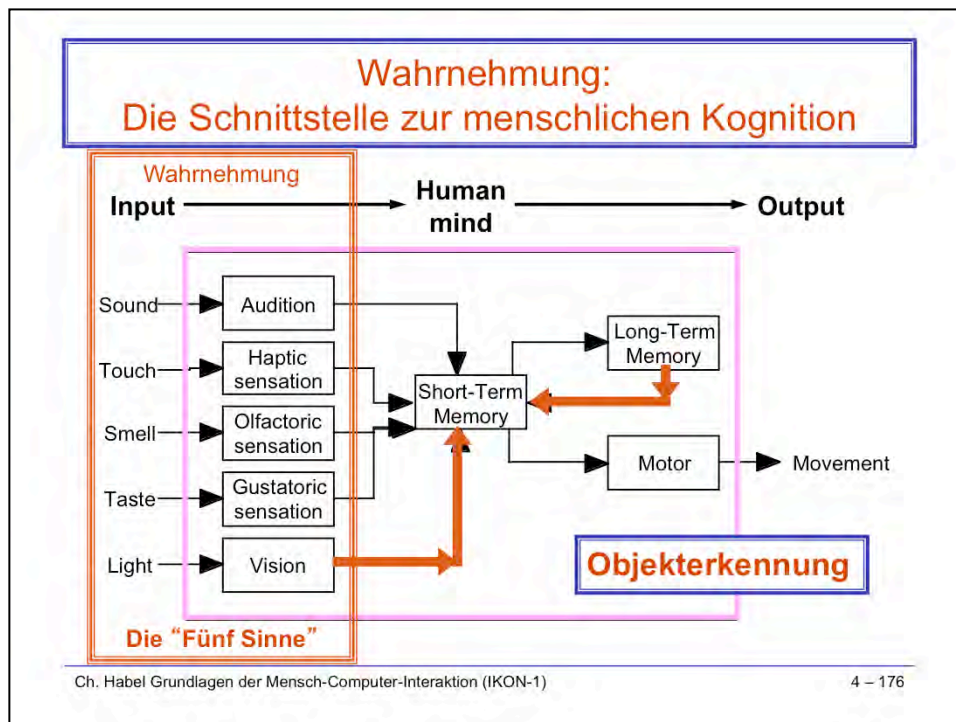 Wahrnehmung:
Die Schnittstelle zur menschlichen Kognition
Wahrnehmung
Input
Human
mind
Output
Sound
Audition
Touch
Haptic
sensation
Smell
Olfactoric
sensation
Taste
Gustatoric
sensation
Light
Vision
Short-Term
Memory
Long-Term
Memory
Motor
Movement
Objekterkennung
Die “Fünf Sinne”
Ch. Habel Grundlagen der Mensch-Computer-Interaktion (IKON-1)
4 – 176